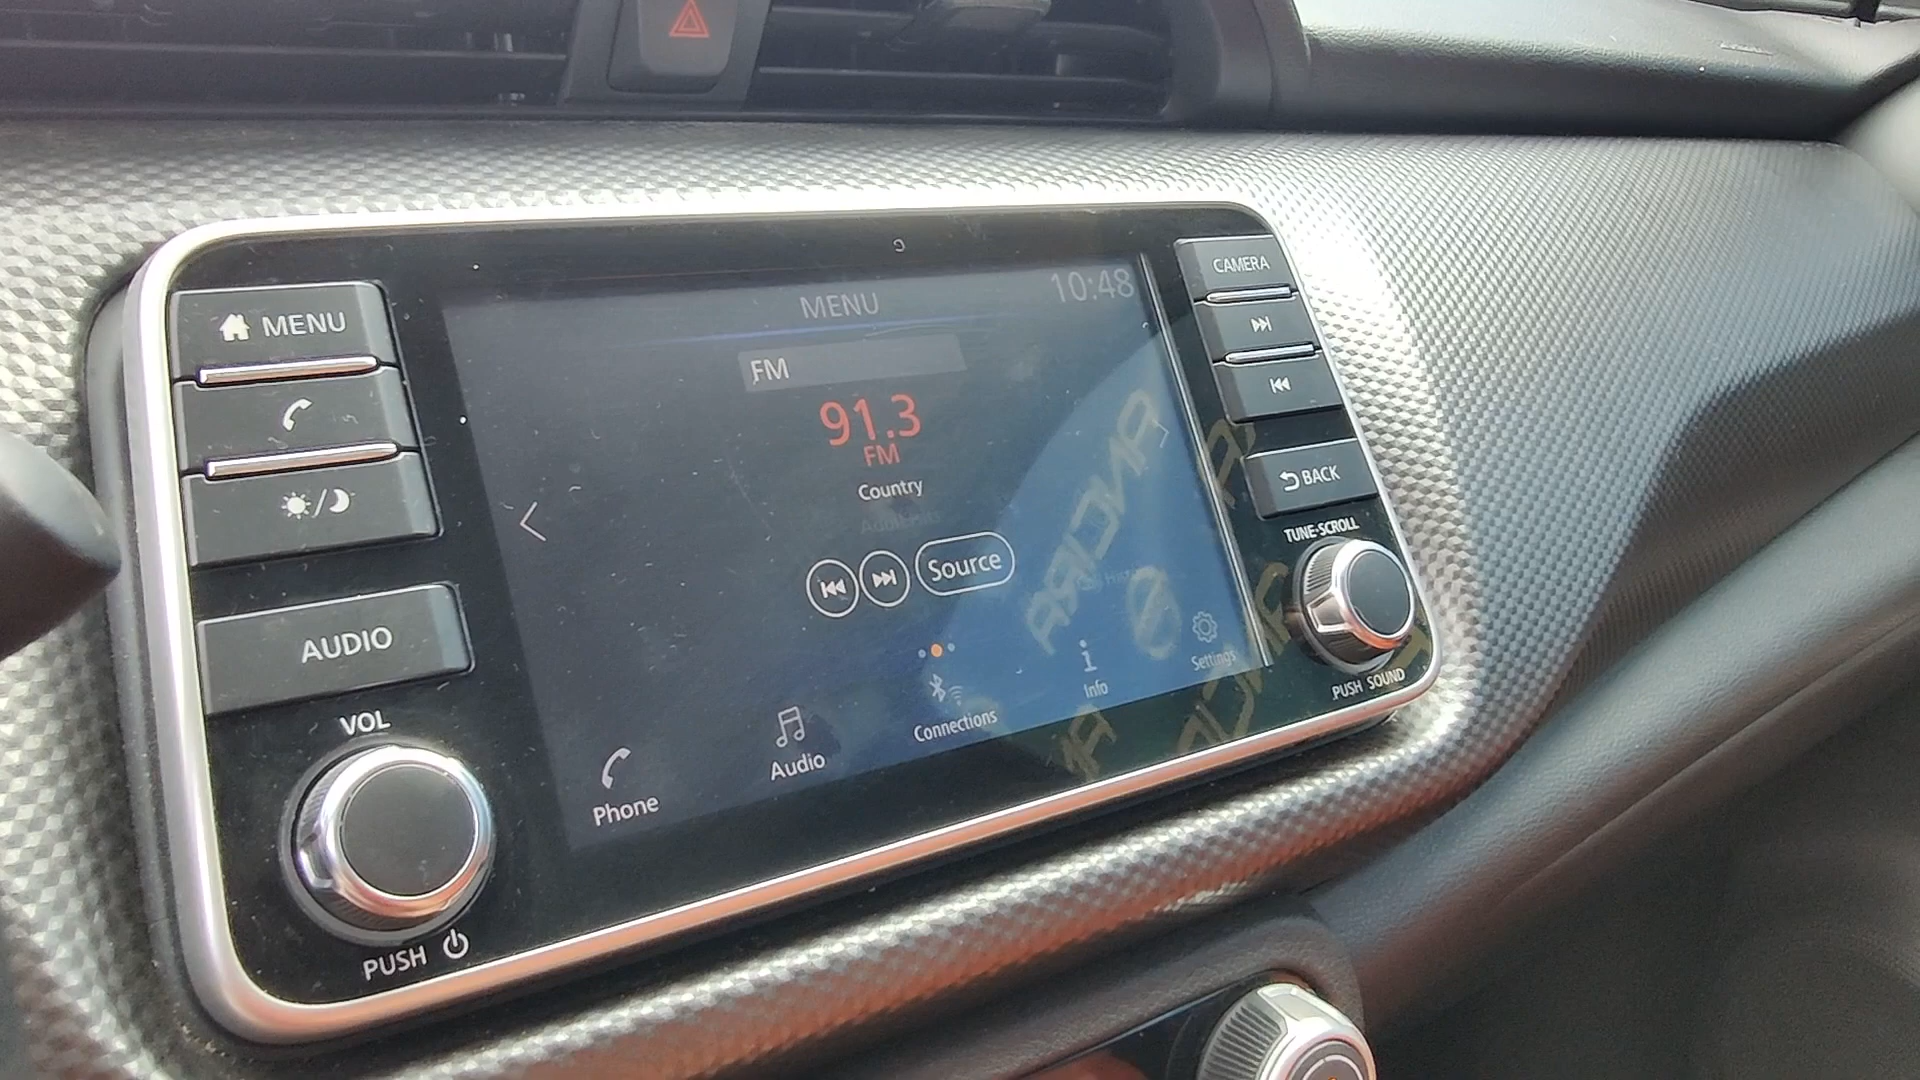 MENU
10:48
CAMERA
MENU
FM
91.3
FM
Country
Source
BACK
TUNE·SCROLL
AUDIO
VOL
Phone
Audio
Connections
Info
Settings
PUSH SOUND
PUSH